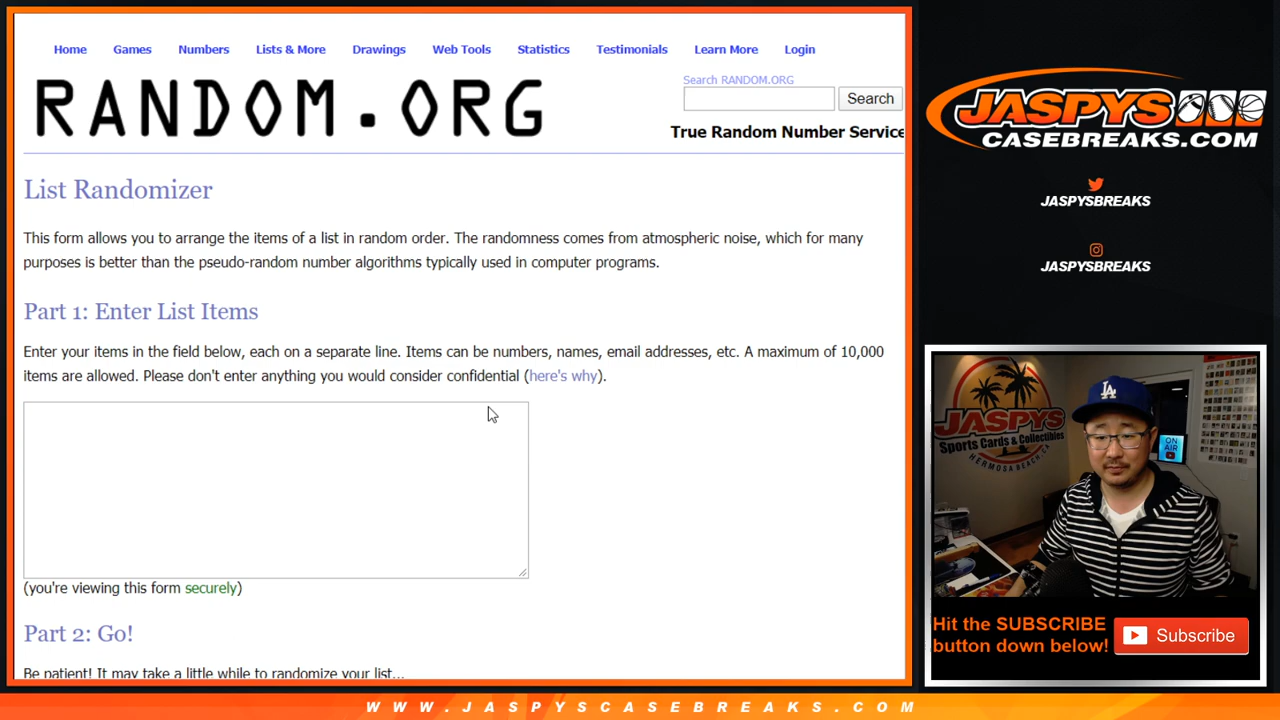 Home Games Numbers Lists & More Drawings Web Tools Statistics Testimonials Learn More Login
RANDOM.ORG
Search RANDOM.ORG
Search
True Random Number Service
List Randomizer
This form allows you to arrange the items of a list in random order. The randomness comes from atmospheric noise, which for many
purposes is better than the pseudo-random number algorithms typically used in computer programs.
Part 1: Enter List Items
Enter your items in the field below, each on a separate line. Items can be numbers, names, email addresses, etc. A maximum of 10,000
items are allowed. Please don't enter anything you would consider confidential (here's why).
(you're viewing this form securely)
Part 2: Go!
Be patient! It may take a little while to randomize your list...
JASPYS
CASEBREAKS.COM
JASPYSBREAKS
JASPYSBREAKS
JASPYS
Sports Cards & Collectibles
HERMOSA BEACH, CA
LA
ON
AIR
Hit the SUBSCRIBE
button down below!
Subscribe
WWW.JASPYSCASEBREAKS.COM